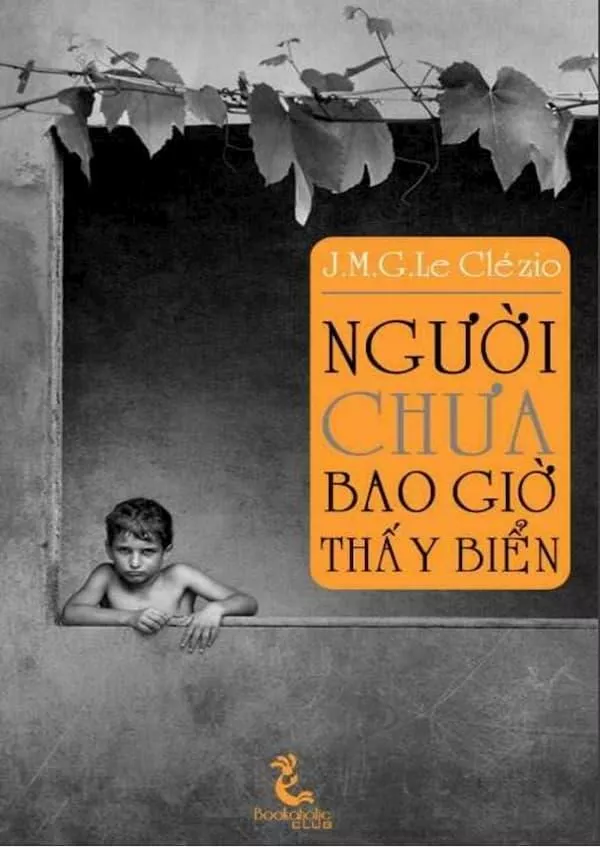 J.M.G.Le Clézio
NGƯỜI
CHƯA
BAO GIỜ
THẤY BIỂN
Bookaholic
CLUB